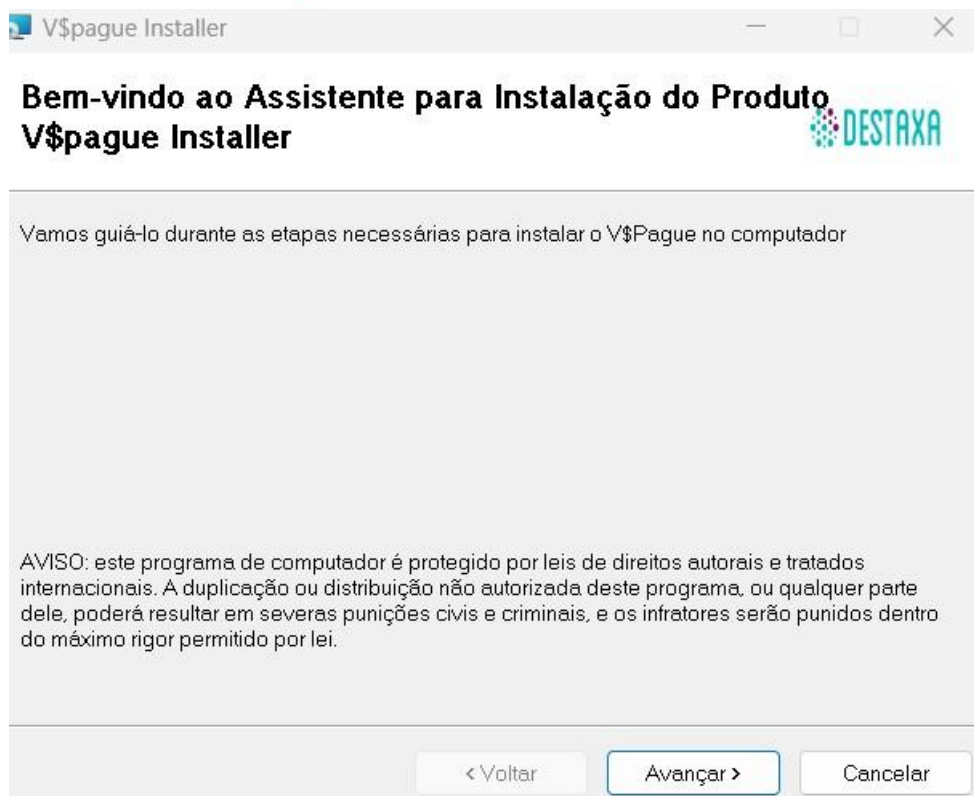 V$pague Installer
Bem-vindo ao Assistente para Instalação do Produto
V$pague Installer
DESTAXA
Vamos guiá-lo durante as etapas necessárias para instalar o V$Pague no computador
AVISO: este programa de computador é protegido por leis de direitos autorais e tratados
internacionais. A duplicação ou distribuição não autorizada deste programa, ou qualquer parte
dele, poderá resultar em severas punições civis e criminais, e os infratores serão punidos dentro
do máximo rigor permitido por lei.
< Voltar
Avançar >
Cancelar